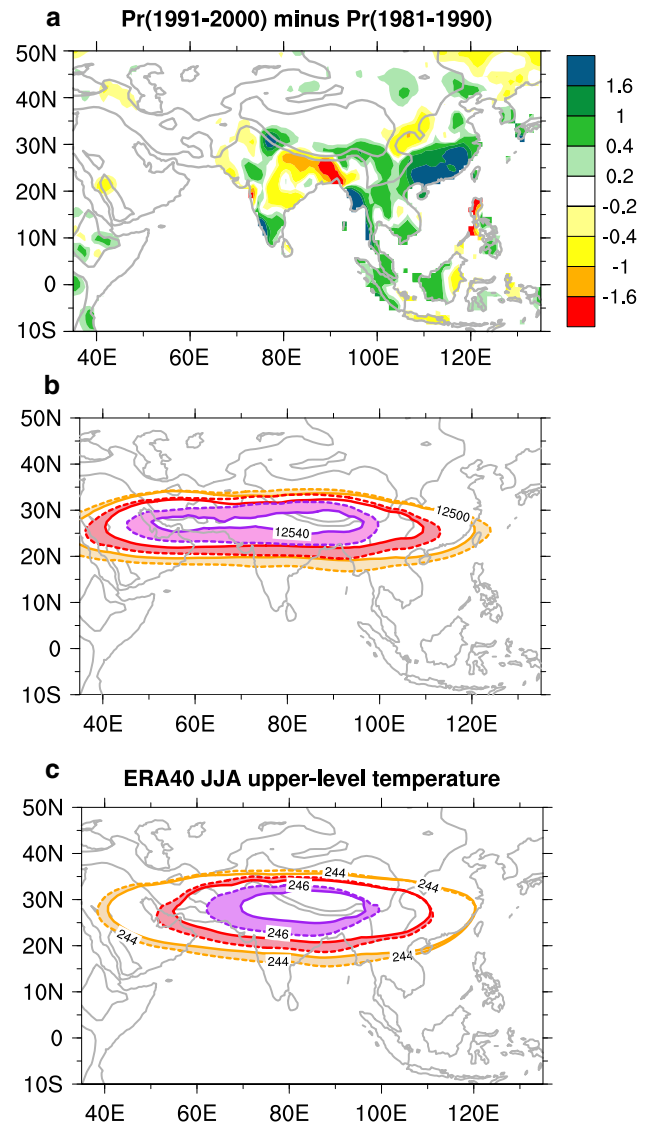 a Pr(1991-2000) minus Pr(1981-1990)
50N
40N
30N
20N
10N
0
10S
40E 60E 80E 100E 120E
1.6
1
0.4
0.2
-0.2
-0.4
-1
-1.6
b
50N
40N
30N
20N
10N
0
10S
12500
12540
40E 60E 80E 100E 120E
c ERA40 JJA upper-level temperature
50N
40N
30N
20N
10N
0
10S
244
244
246
246
244
244
244
40E 60E 80E 100E 120E